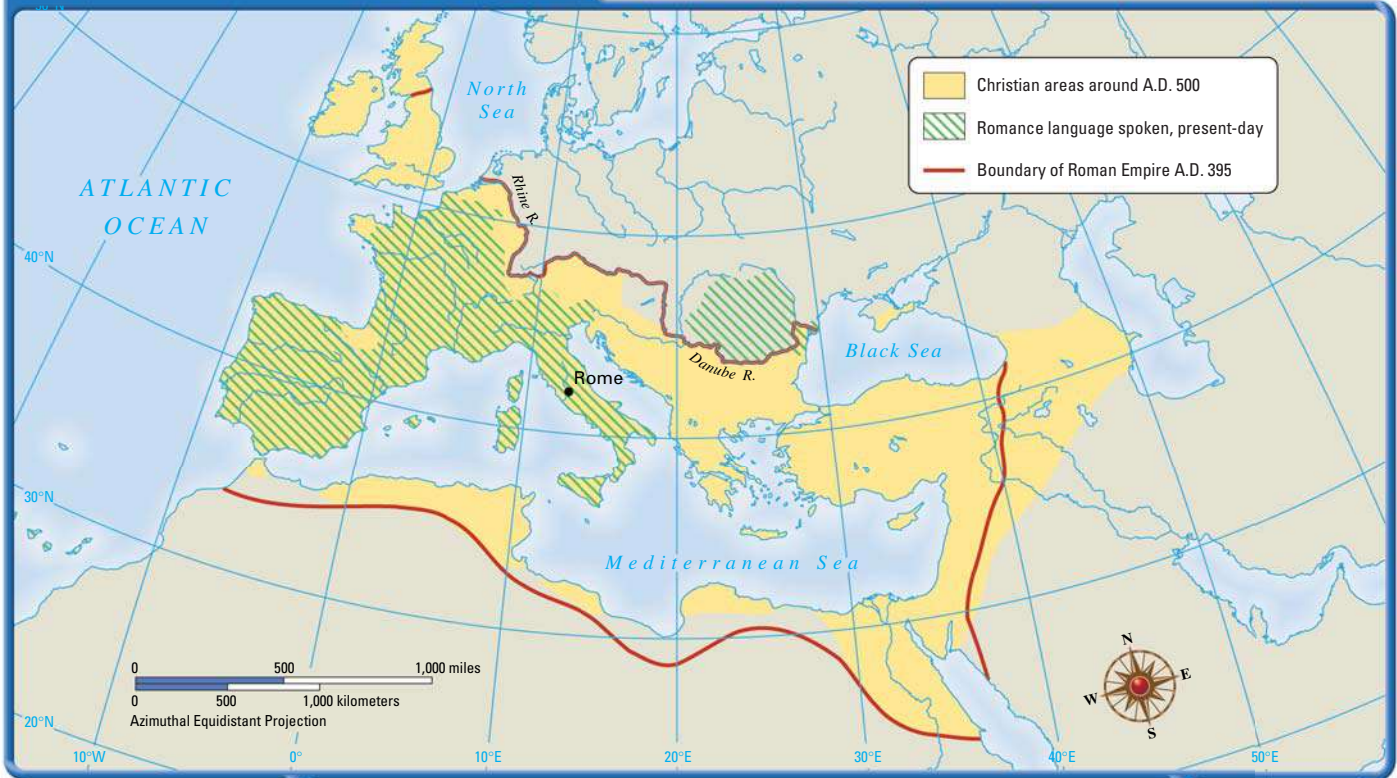 50°N
North
Sea
Christian areas around A.D. 500
Romance language spoken, present-day
Boundary of Roman Empire A.D. 395
ATLANTIC
OCEAN
Rhine R.
40°N
Black Sea
Danube R.
Rome
30°N
Mediterranean Sea
0 500 1,000 miles
0 500 1,000 kilometers
Azimuthal Equidistant Projection
N
W E
S
20°N
10°W 0° 10°E 20°E 30°E 40°E 50°E